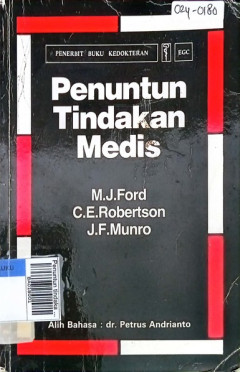 024-0180
PENERBIT BUKU KEDOKTERAN
EGC
Penuntun
Tindakan
Medis
M.J.Ford
C.E.Robertson
J.F.Munro
Alih Bahasa : dr. Petrus Andrianto